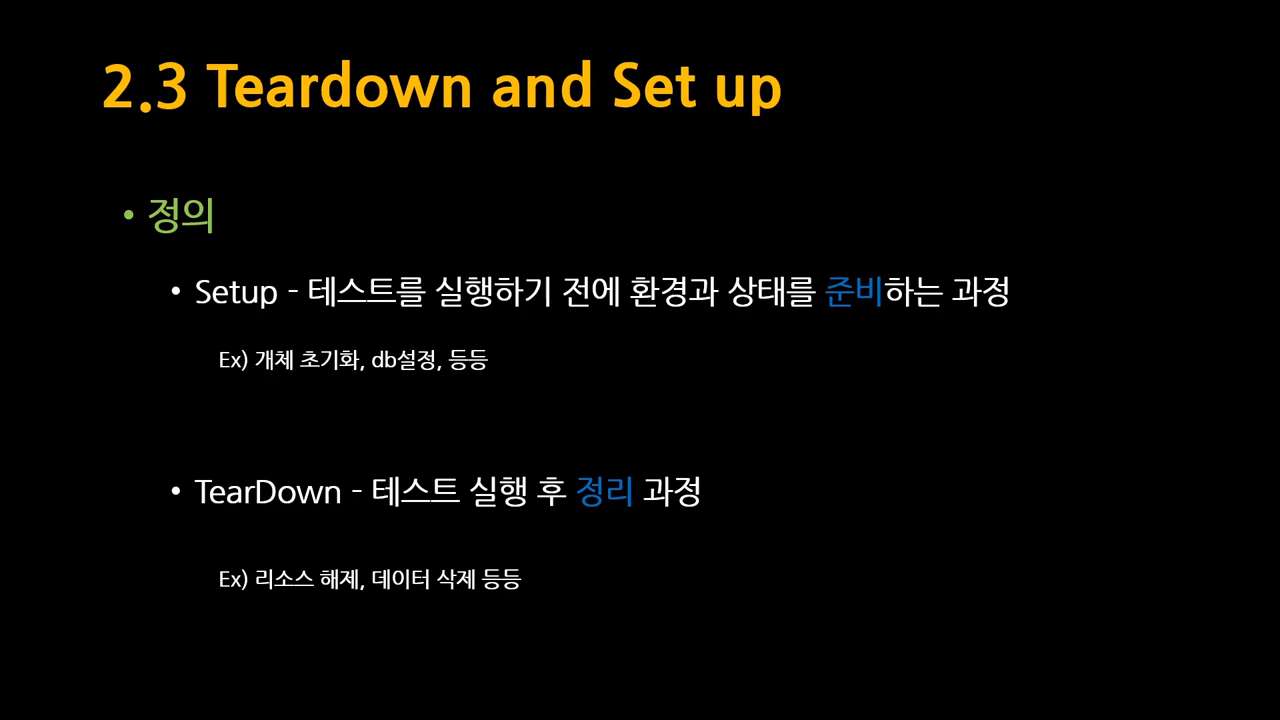 2.3 Teardown and Set up
• 정의
• Setup - 테스트를 실행하기 전에 환경과 상태를 준비하는 과정
Ex) 개체 초기화, db설정, 등등
• TearDown - 테스트 실행 후 정리 과정
Ex) 리소스 해제, 데이터 삭제 등등